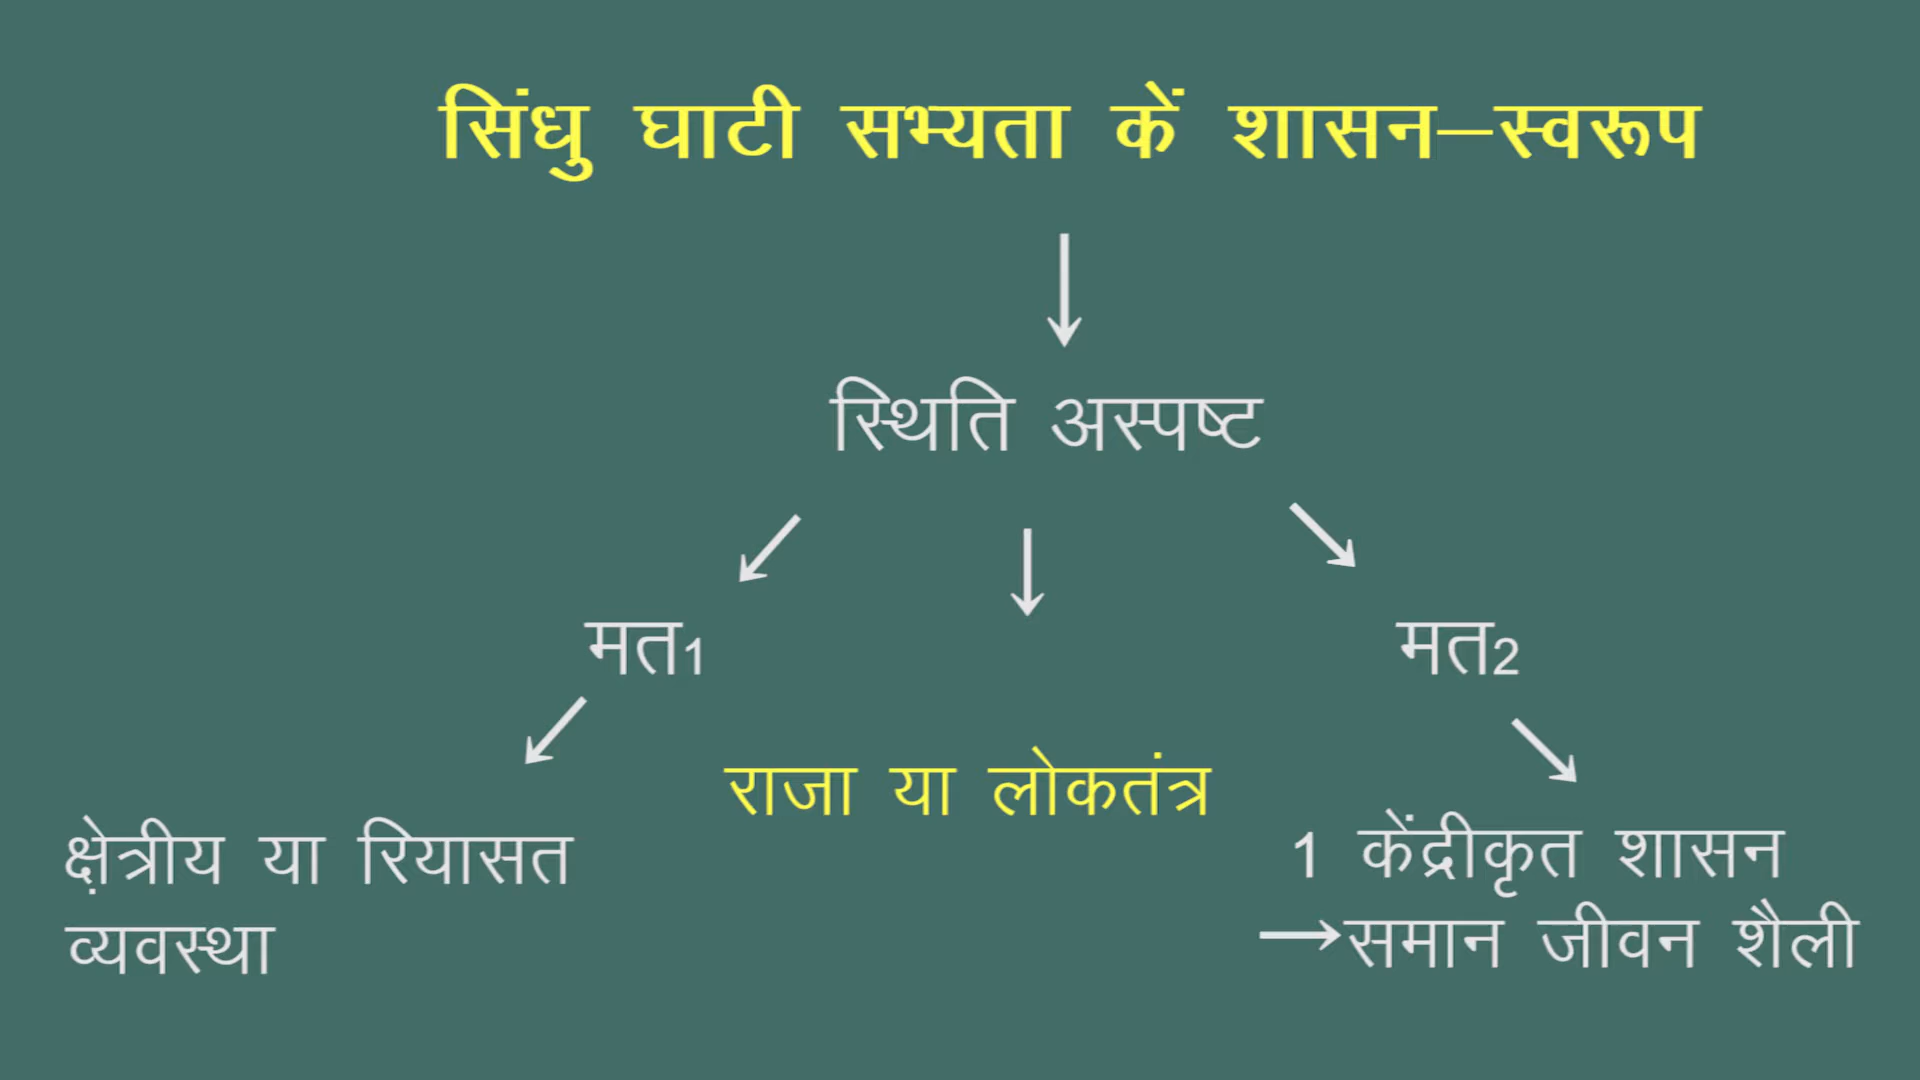 सिंधु घाटी सभ्यता कें शासन–स्वरूप
स्थिति अस्पष्ट
मत1
मत2
राजा या लोकतंत्र
क्षे़त्रीय या रियासत
व्यवस्था
1 केंद्रीकृत शासन
→समान जीवन शैली